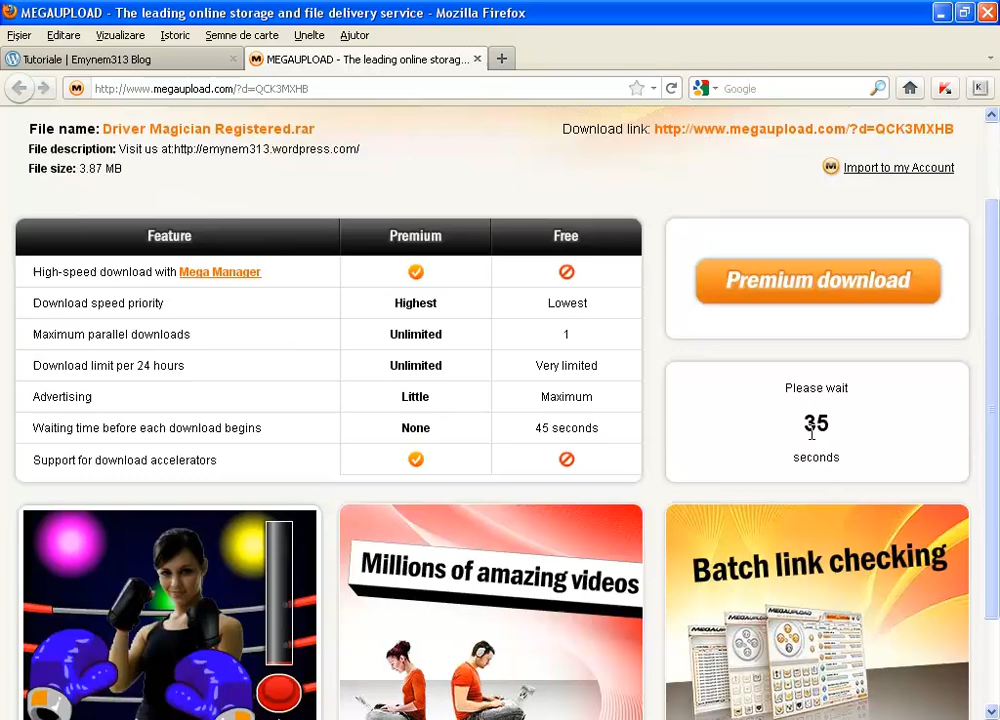 MEGAUPLOAD - The leading online storage and file delivery service - Mozilla Firefox
Fișier Editare Vizualizare Istoric Semne de carte Unelte Ajutor
Tutoriale | Emynem313 Blog
MEGAUPLOAD - The leading online storag...
http://www.megaupload.com/?d=QCK3MXHB
Google
File name: Driver Magician Registered.rar
Download link: http://www.megaupload.com/?d=QCK3MXHB
File description: Visit us at:http://emynem313.wordpress.com/
File size: 3.87 MB
Import to my Account
Feature Premium Free
High-speed download with Mega Manager
Download speed priority Highest Lowest
Maximum parallel downloads Unlimited 1
Download limit per 24 hours Unlimited Very limited
Advertising Little Maximum
Waiting time before each download begins None 45 seconds
Support for download accelerators
Premium download
Please wait
35
seconds
Millions of amazing videos
Batch link checking
MEGAUPLOAD